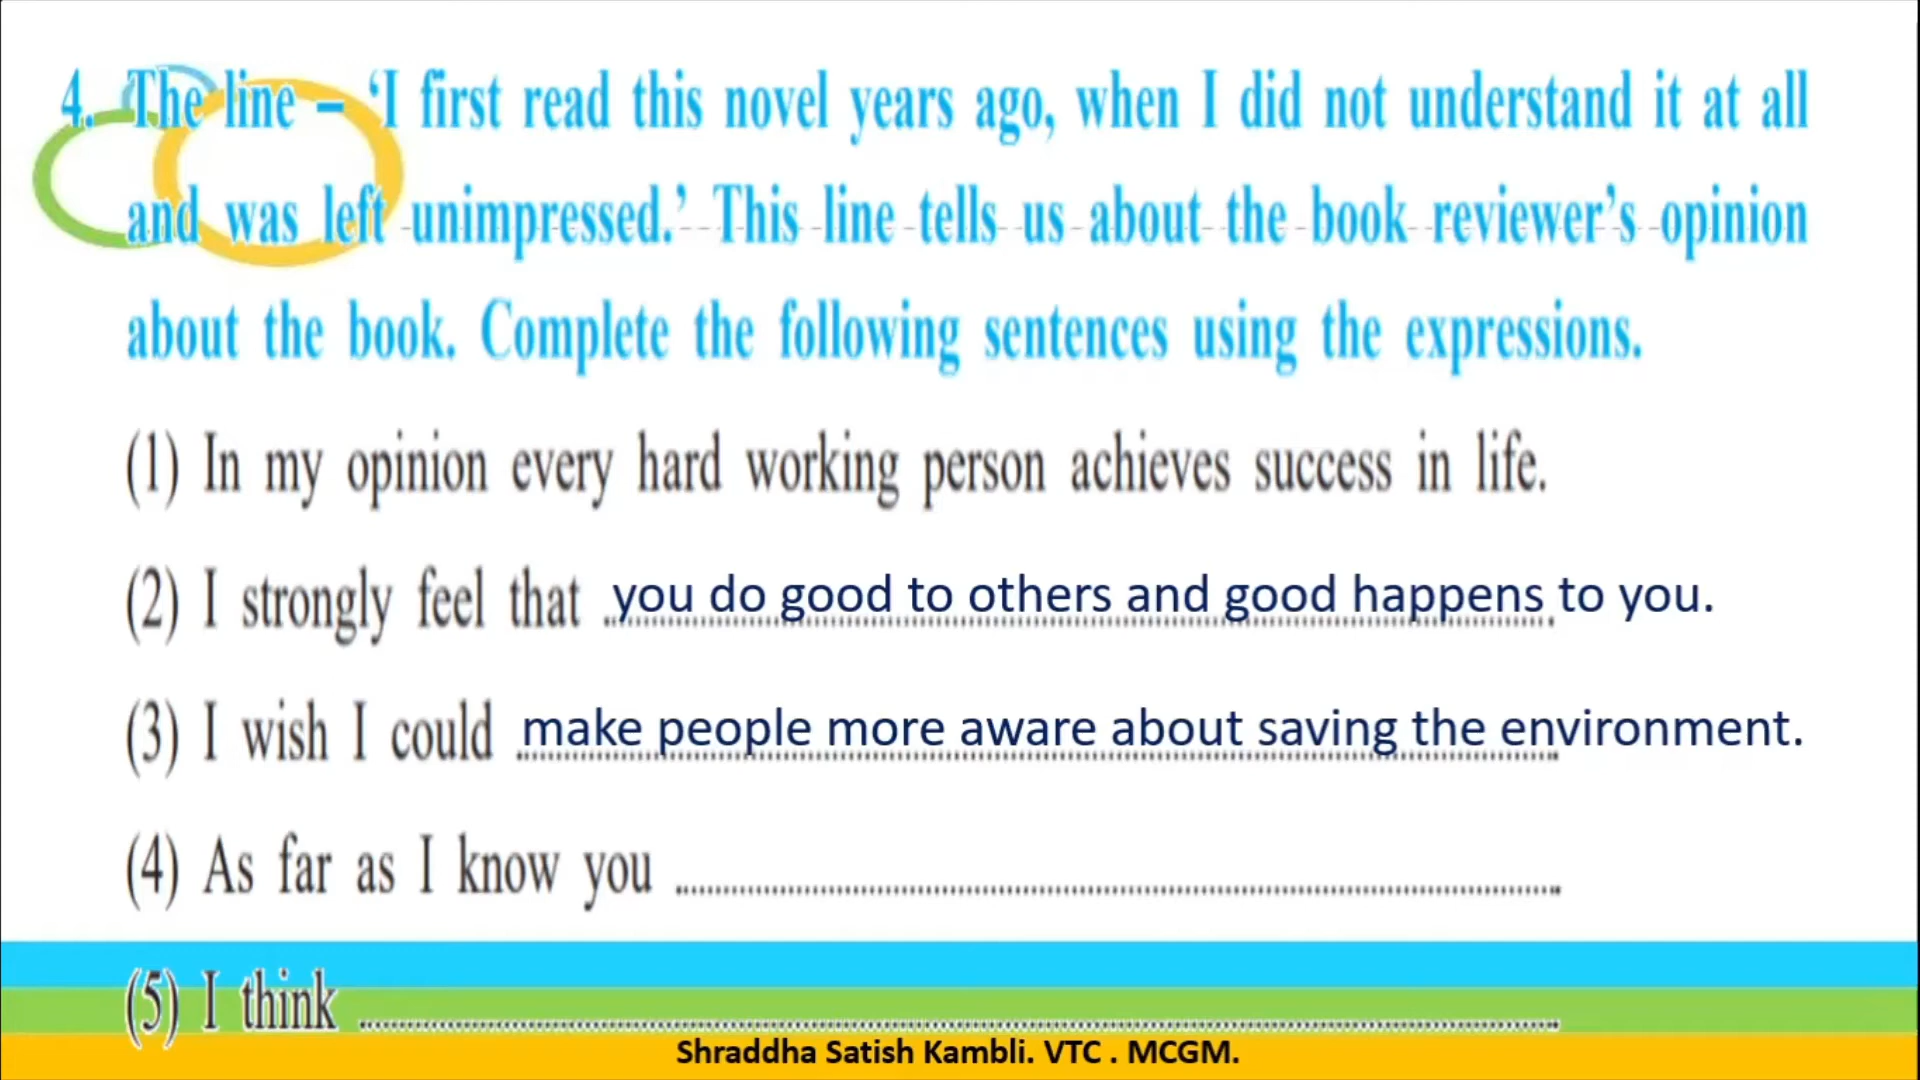 4. The line – ‘I first read this novel years ago, when I did not understand it at all
and was left unimpressed.’ This line tells us about the book reviewer’s opinion
about the book. Complete the following sentences using the expressions.
(1) In my opinion every hard working person achieves success in life.
(2) I strongly feel that you do good to others and good happens to you.
(3) I wish I could make people more aware about saving the environment.
(4) As far as I know you ........................................
(5) I think ........................................
Shraddha Satish Kambli. VTC . MCGM.